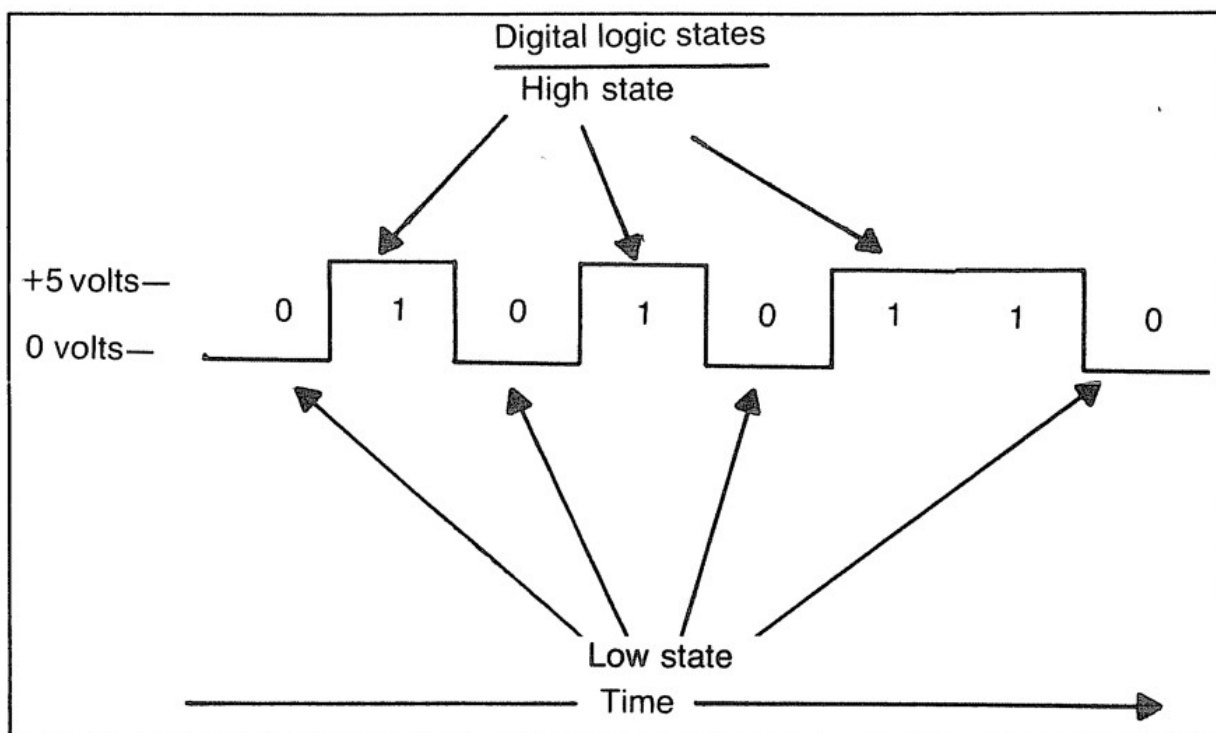 Digital logic states
High state
+5 volts—
0 1 0 1 0 1 1 0
0 volts—
Low state
Time